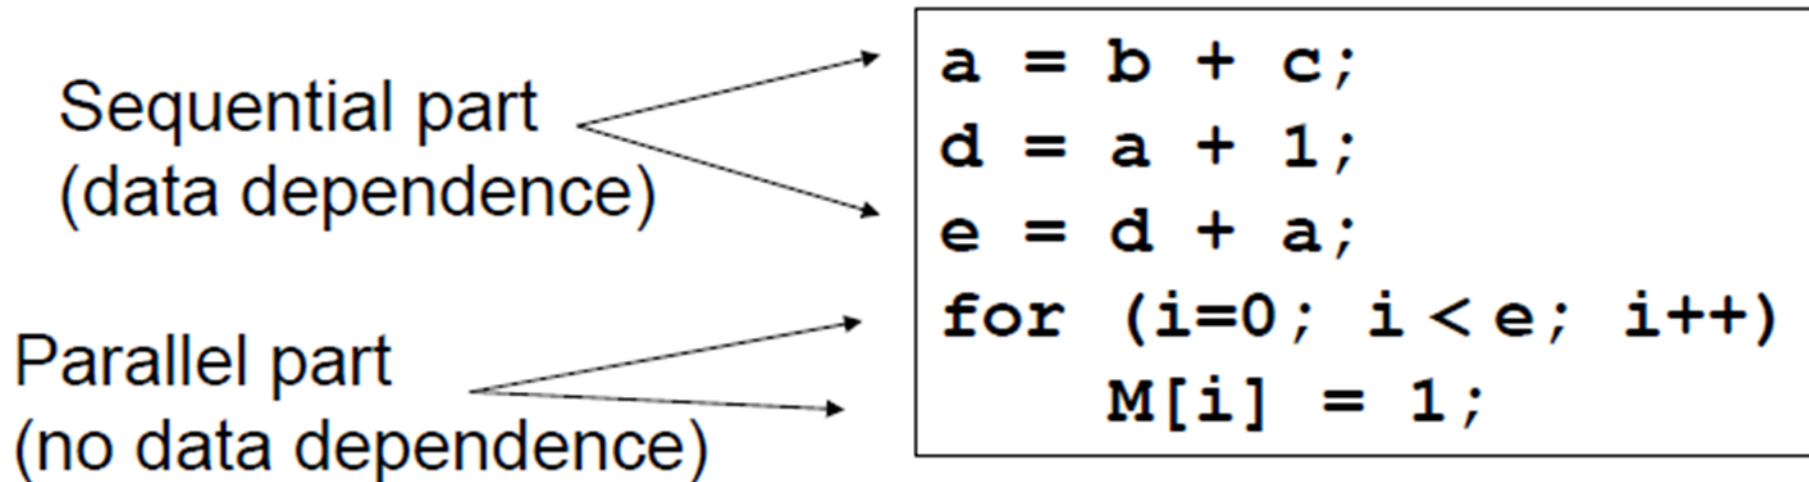 Sequential part
(data dependence)
Parallel part
(no data dependence)
a = b + c;
d = a + 1;
e = d + a;
for (i=0; i < e; i++)
    M[i] = 1;